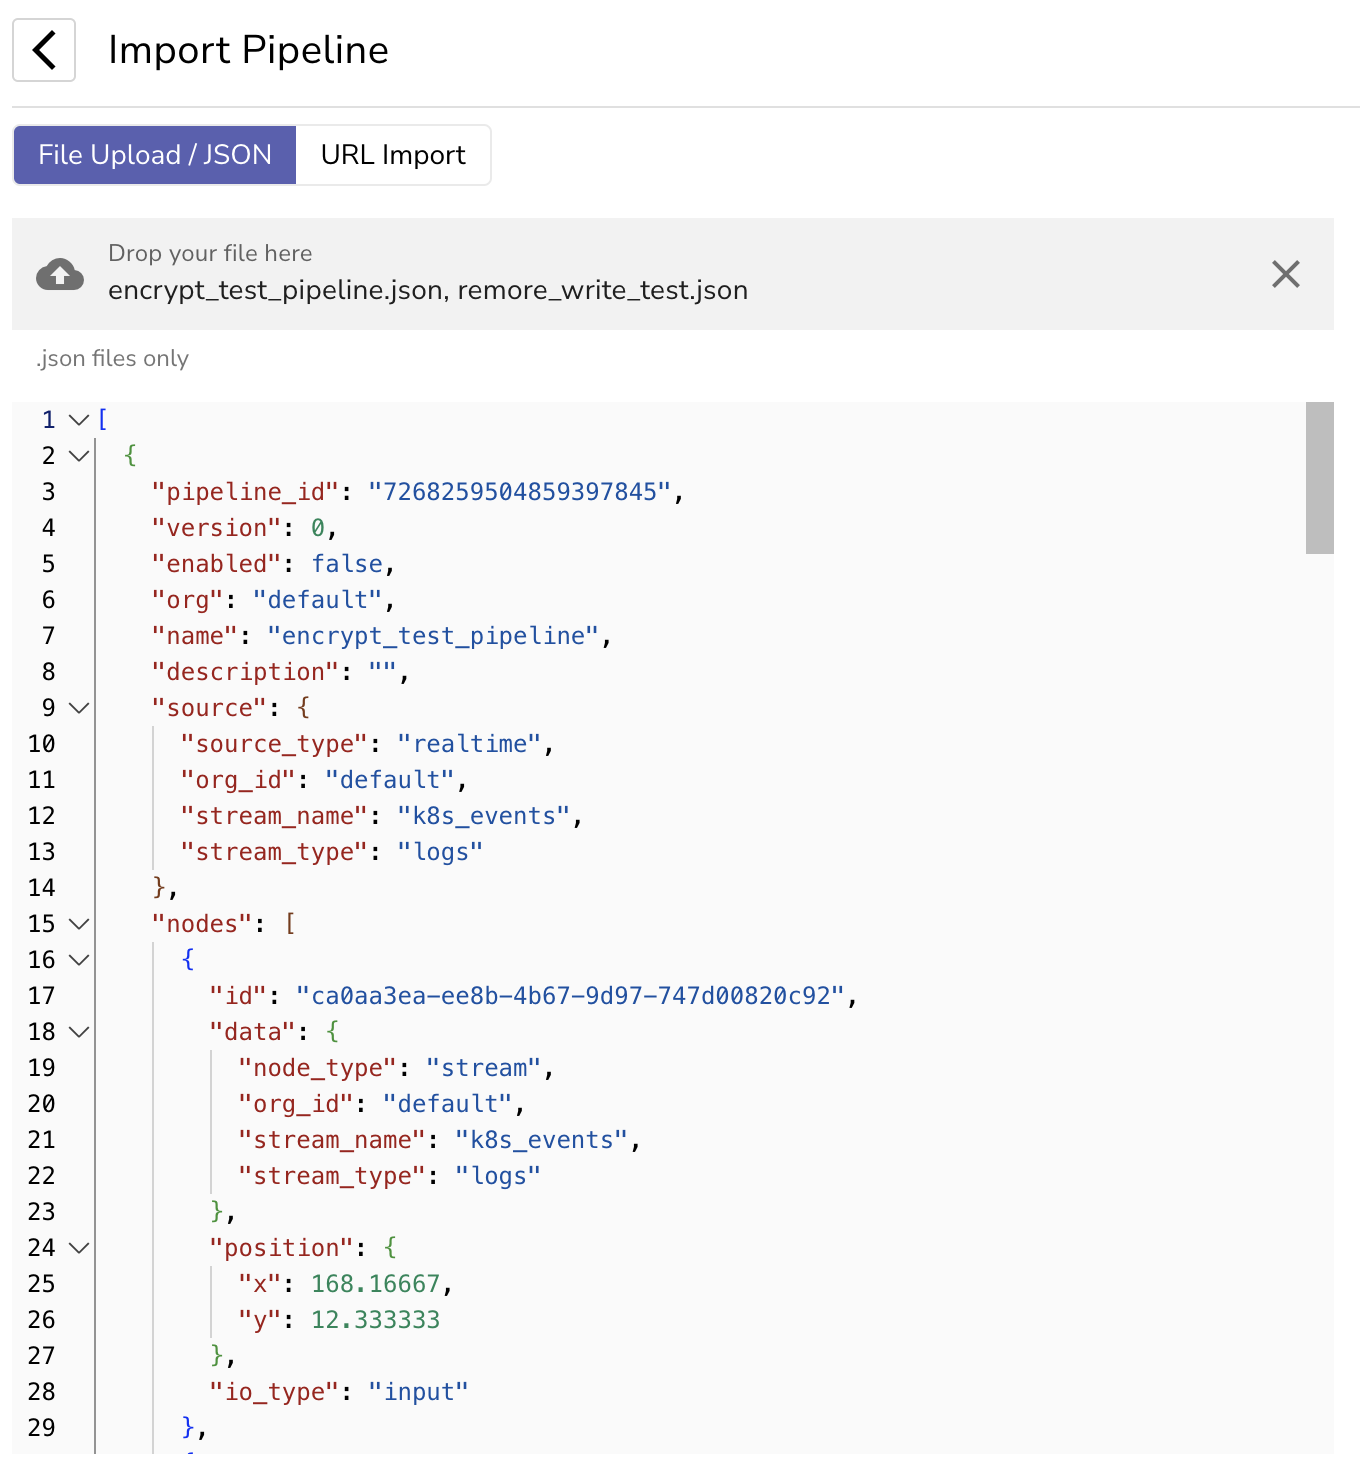 Import Pipeline
File Upload / JSON
URL Import
Drop your file here
encrypt_test_pipeline.json, remore_write_test.json
.json files only
1 [
2 {
3 "pipeline_id": "7268259504859397845",
4 "version": 0,
5 "enabled": false,
6 "org": "default",
7 "name": "encrypt_test_pipeline",
8 "description": "",
9 "source": {
10 "source_type": "realtime",
11 "org_id": "default",
12 "stream_name": "k8s_events",
13 "stream_type": "logs"
14 },
15 "nodes": [
16 {
17 "id": "ca0aa3ea-ee8b-4b67-9d97-747d00820c92",
18 "data": {
19 "node_type": "stream",
20 "org_id": "default",
21 "stream_name": "k8s_events",
22 "stream_type": "logs"
23 },
24 "position": {
25 "x": 168.16667,
26 "y": 12.333333
27 },
28 "io_type": "input"
29 },